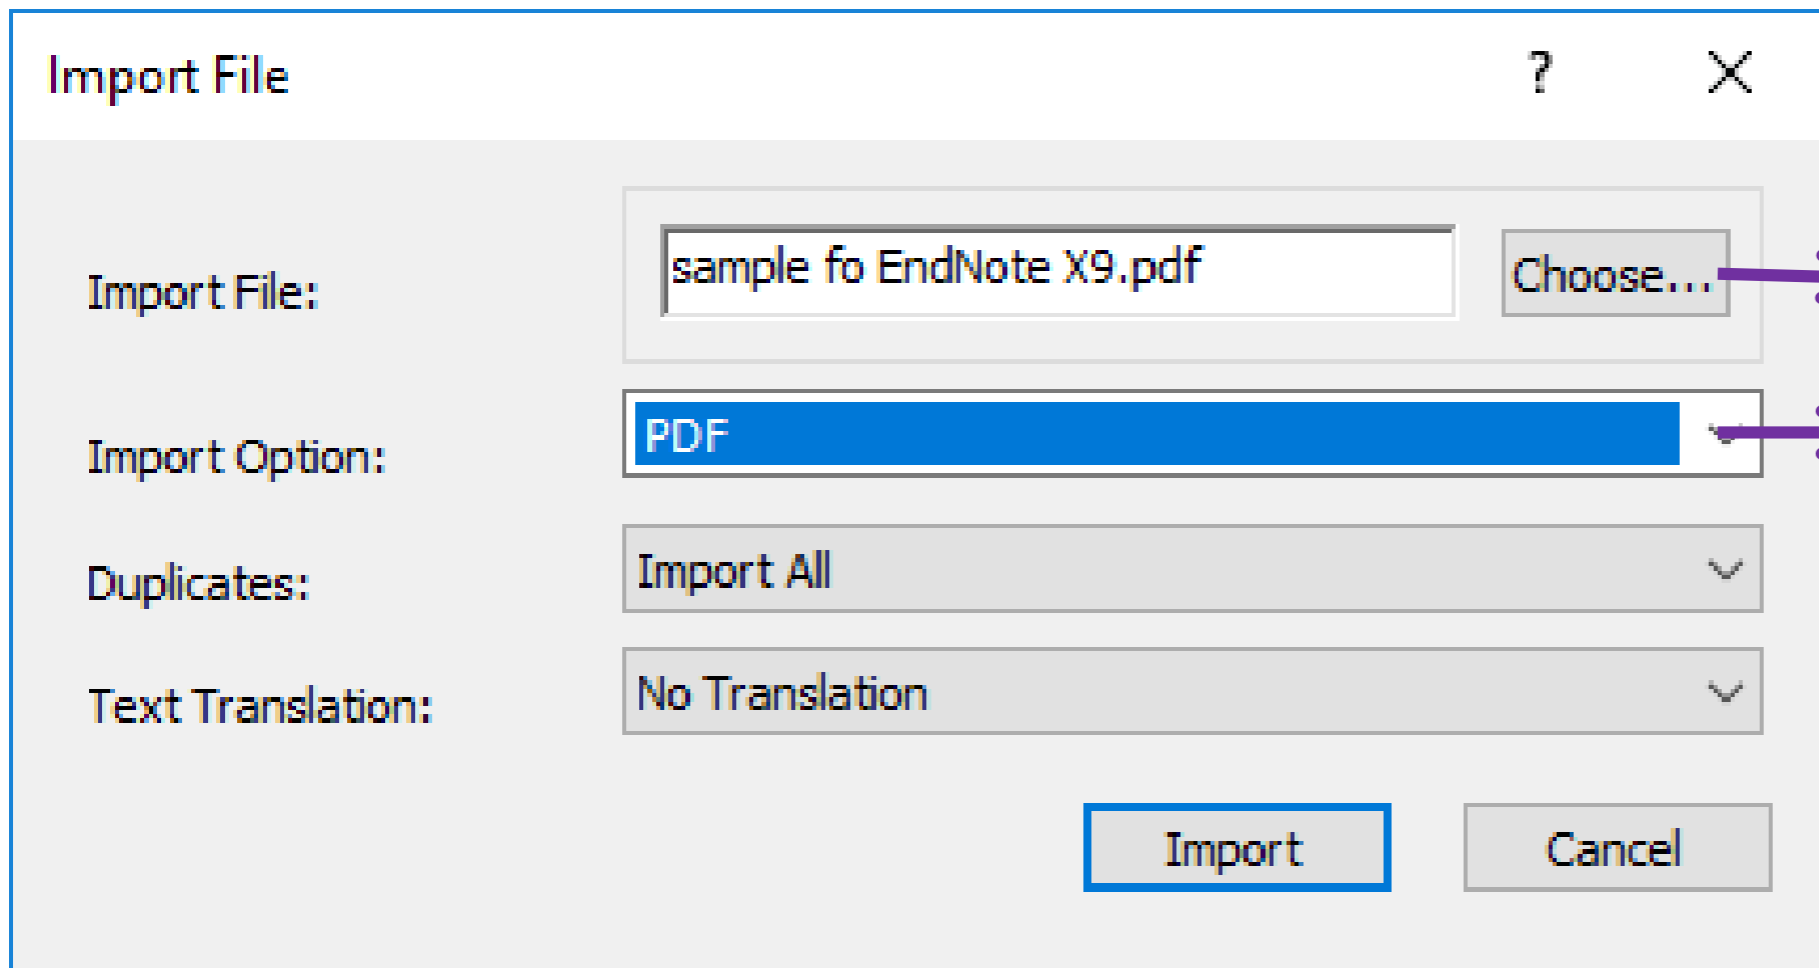 Import File
?
Import File:
sample fo EndNote X9.pdf
Choose...
Import Option:
PDF
Duplicates:
Import All
Text Translation:
No Translation
Import
Cancel